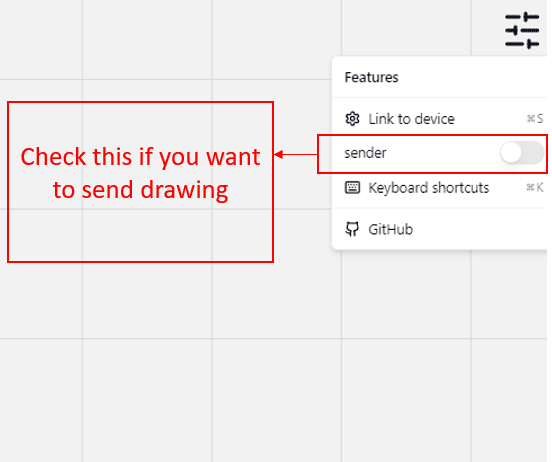 Features
Link to device ⌘S
Check this if you want
to send drawing
sender
Keyboard shortcuts ⌘K
GitHub